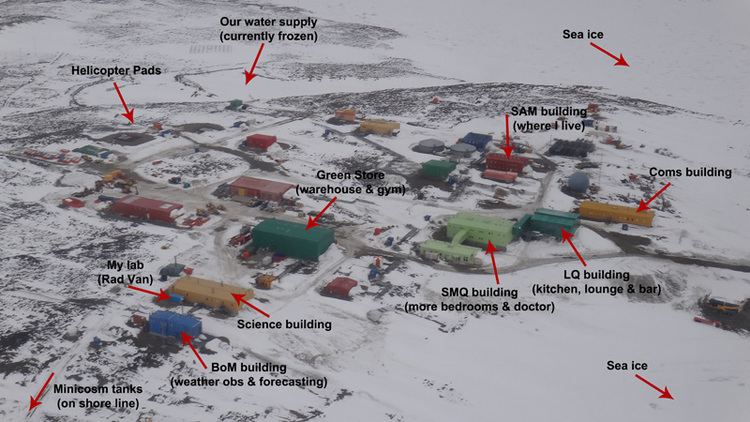 Our water supply
(currently frozen)
Sea ice
Helicopter Pads
SAM building
(where I live)
Green Store
(warehouse & gym)
Coms building
My lab
(Rad Van)
SMQ building
(more bedrooms & doctor)
LQ building
(kitchen, lounge & bar)
Science building
BoM building
(weather obs & forecasting)
Sea ice
Minicosm tanks
(on shore line)